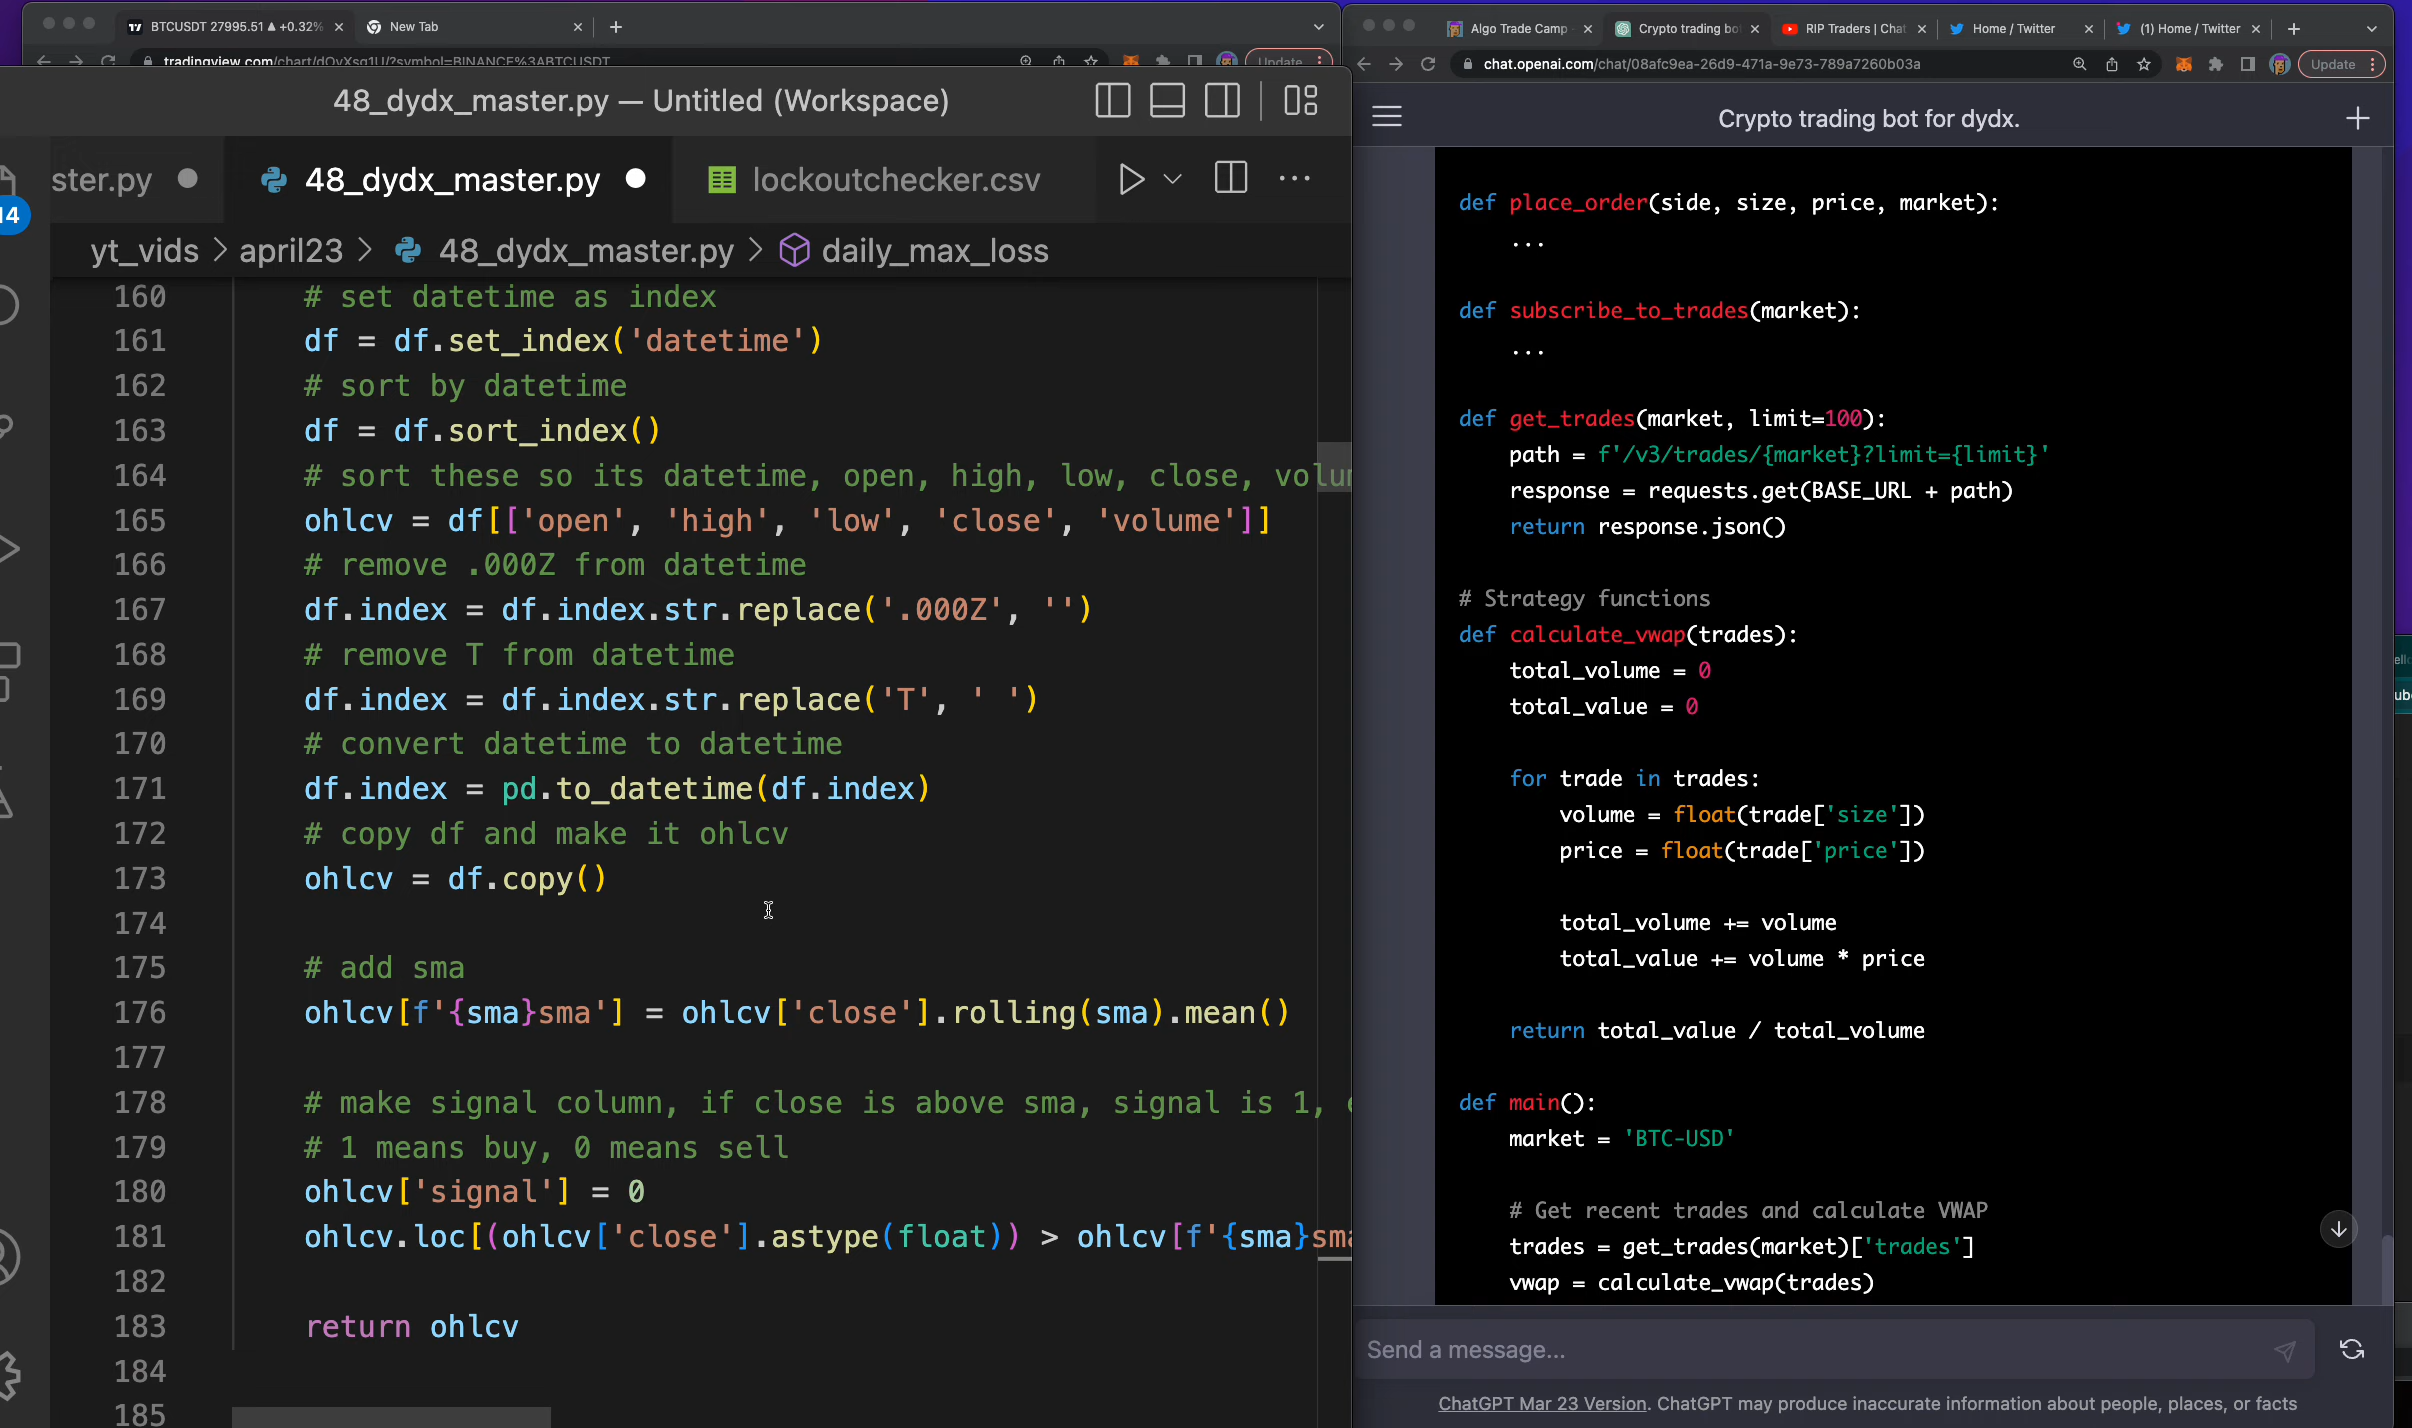 BTCUSDT 27995.51 ▲ +0.32%
New Tab
tradingview.com/chart/dOvXsq1U/?symbol=BINANCE%3ABTCUSDT
Update
48_dydx_master.py — Untitled (Workspace)
ster.py
48_dydx_master.py
lockoutchecker.csv
14
yt_vids > april23 > 48_dydx_master.py > daily_max_loss
160 # set datetime as index
161 df = df.set_index('datetime')
162 # sort by datetime
163 df = df.sort_index()
164 # sort these so its datetime, open, high, low, close, volum
165 ohlcv = df[['open', 'high', 'low', 'close', 'volume']]
166 # remove .000Z from datetime
167 df.index = df.index.str.replace('.000Z', '')
168 # remove T from datetime
169 df.index = df.index.str.replace('T', ' ')
170 # convert datetime to datetime
171 df.index = pd.to_datetime(df.index)
172 # copy df and make it ohlcv
173 ohlcv = df.copy()
174
175 # add sma
176 ohlcv[f'{sma}sma'] = ohlcv['close'].rolling(sma).mean()
177
178 # make signal column, if close is above sma, signal is 1,
179 # 1 means buy, 0 means sell
180 ohlcv['signal'] = 0
181 ohlcv.loc[(ohlcv['close'].astype(float)) > ohlcv[f'{sma}sma
182
183 return ohlcv
184
185
Algo Trade Camp
Crypto trading bo
RIP Traders | Chat
Home / Twitter
(1) Home / Twitter
chat.openai.com/chat/08afc9ea-26d9-471a-9e73-789a7260b03a
Update
Crypto trading bot for dydx.
def place_order(side, size, price, market):
...
def subscribe_to_trades(market):
...
def get_trades(market, limit=100):
path = f'/v3/trades/{market}?limit={limit}'
response = requests.get(BASE_URL + path)
return response.json()
# Strategy functions
def calculate_vwap(trades):
total_volume = 0
total_value = 0
for trade in trades:
volume = float(trade['size'])
price = float(trade['price'])
total_volume += volume
total_value += volume * price
return total_value / total_volume
def main():
market = 'BTC-USD'
# Get recent trades and calculate VWAP
trades = get_trades(market)['trades']
vwap = calculate_vwap(trades)
Send a message...
ChatGPT Mar 23 Version. ChatGPT may produce inaccurate information about people, places, or facts